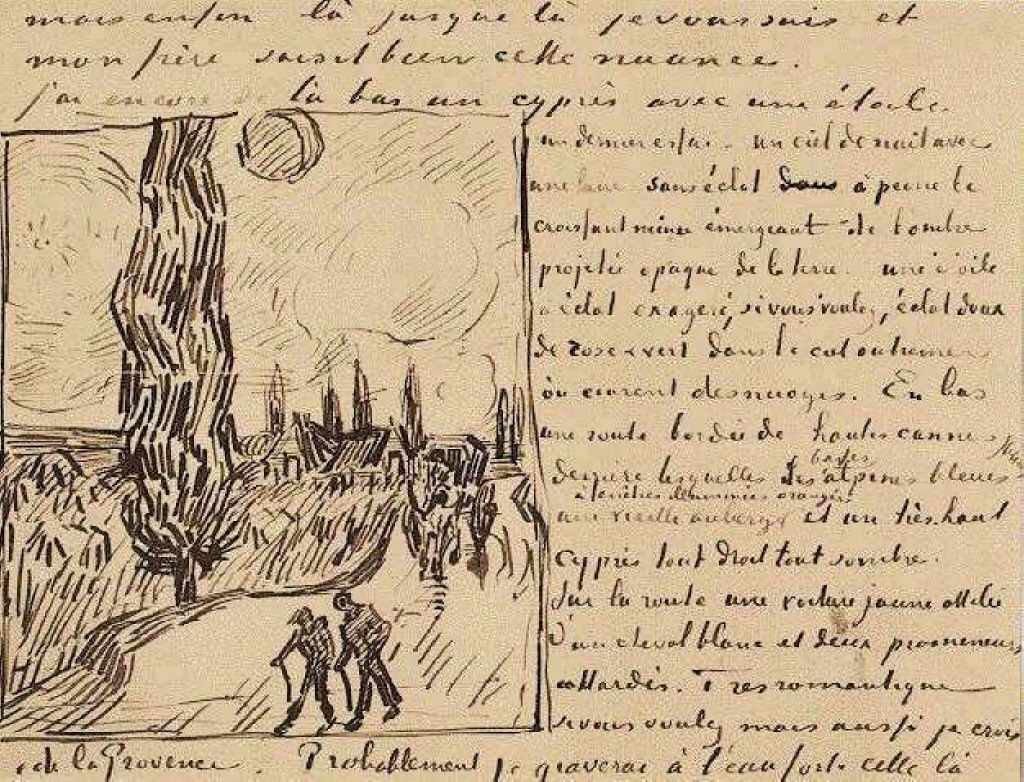 mais enfin là jusque là je vous suis et
mon frère saisit bien cette nuance.
j'ai encore de là bas un cyprès avec une étoile.
un dernier essai – un ciel de nuit avec
une lune sans éclat dans à peine le
croissant mince émergeant de l'ombre
projetée opaque de la terre – une étoile
à éclat exagéré, si vous voulez, éclat doux
de rose & vert dans le ciel outremer
où courent des nuages. En bas
une route bordée de hautes cannes
derrière lesquelles les basses alpines bleues
à fenêtres illuminées orangées
une vieille auberge et un très haut
cyprès tout droit tout sombre.
Sur la route une voiture jaune attelée
d'un cheval blanc et deux promeneurs
attardés. Très romantique
si vous voulez mais aussi je crois
de la Provence. Probablement je graverai à l'eau forte celle là